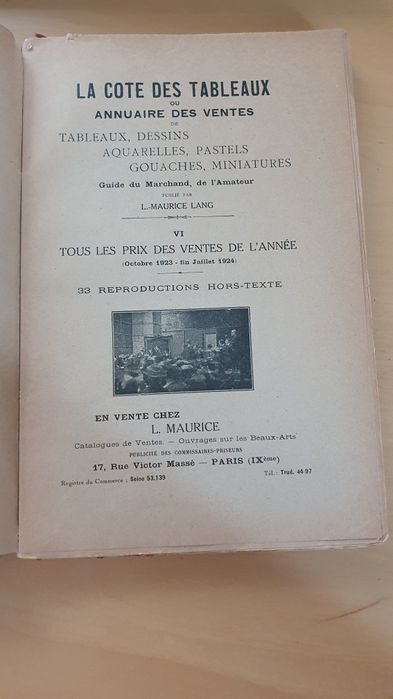 LA COTE DES TABLEAUX
OU
ANNUAIRE DES VENTES
DE
TABLEAUX, DESSINS
AQUARELLES, PASTELS
GOUACHES, MINIATURES
Guide du Marchand, de l'Amateur
PUBLIÉ PAR
L.-MAURICE LANG
VI
TOUS LES PRIX DES VENTES DE L'ANNÉE
(Octobre 1923 - fin Juillet 1924)
33 REPRODUCTIONS HORS-TEXTE
EN VENTE CHEZ
L. MAURICE
Catalogues de Ventes. — Ouvrages sur les Beaux-Arts
PUBLICITÉ DES COMMISSAIRES-PRISEURS
17, Rue Victor Massé — PARIS (IXème)
Registre du Commerce : Seine 53.139 Tél.: Trud. 44-97